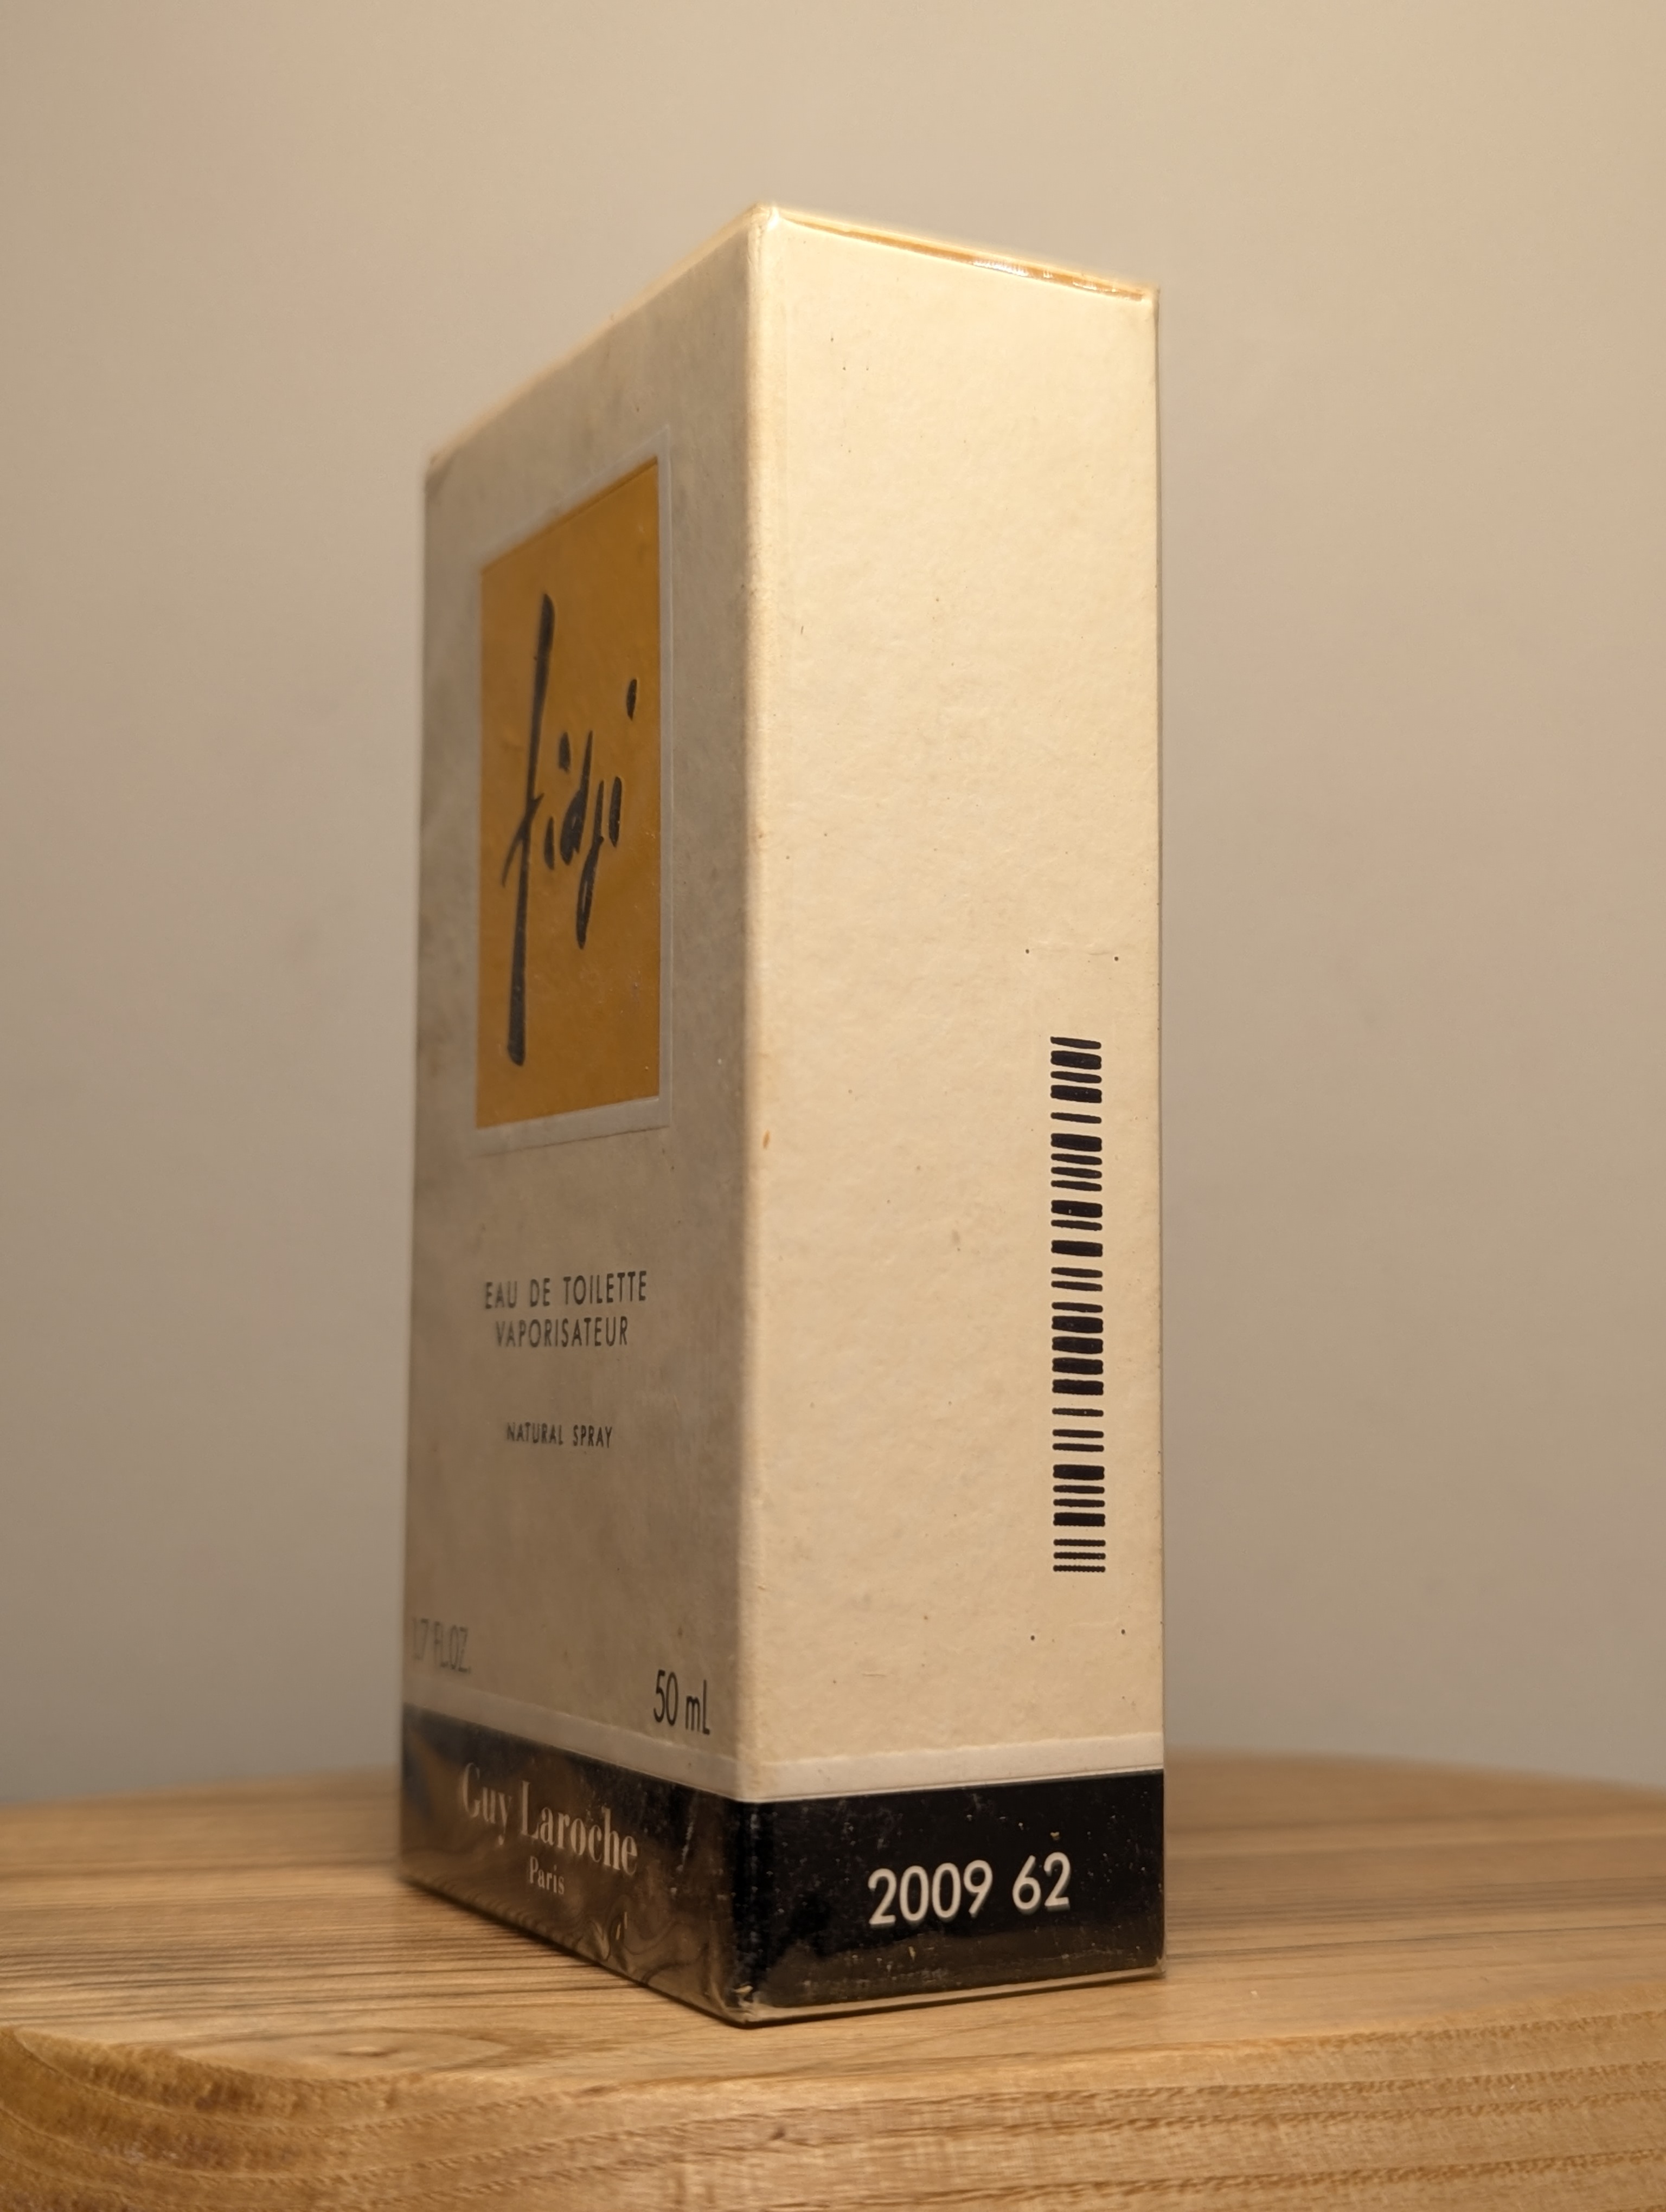 fidji
EAU DE TOILETTE
VAPORISATEUR
NATURAL SPRAY
1.7 FL.OZ.
50 mL
Guy Laroche
Paris
2009 62